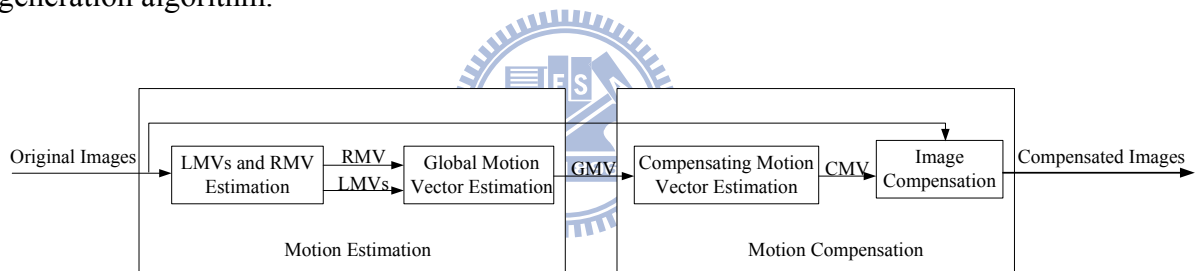 generation algorithm.
ES
Original Images
LMVs and RMV
Estimation
RMV
LMVs
Global Motion
Vector Estimation
GMV
Compensating Motion
Vector Estimation
CMV
Image
Compensation
Compensated Images
Motion Estimation
Motion Compensation